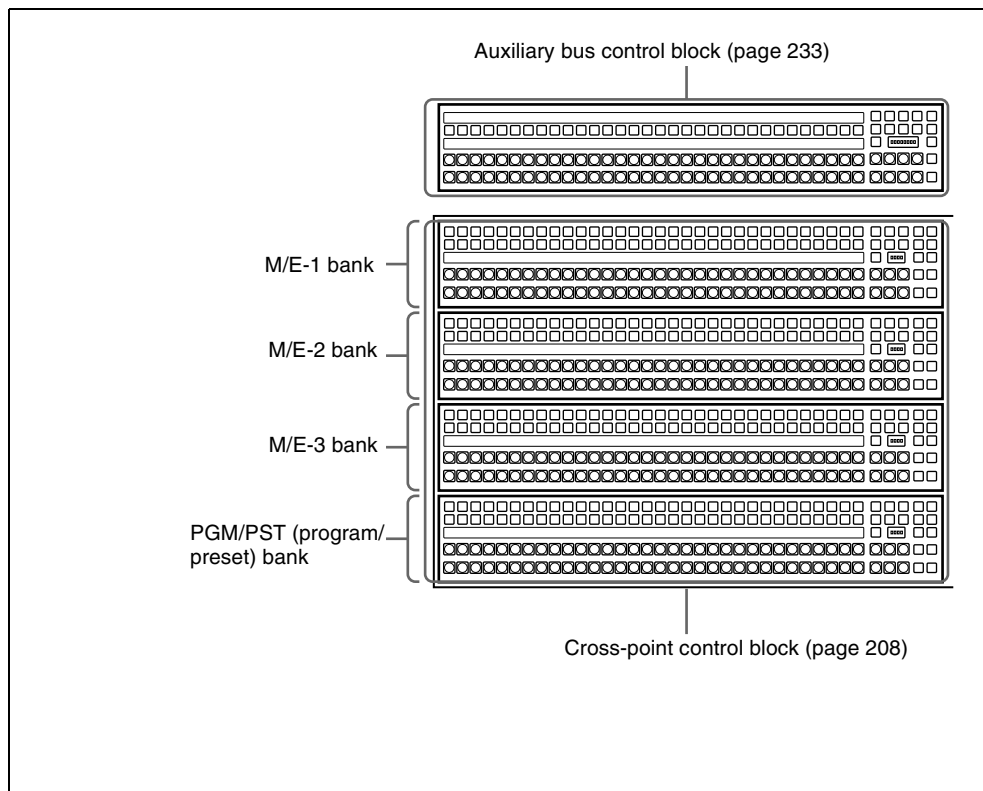 Auxiliary bus control block (page 233)
M/E-1 bank
M/E-2 bank
M/E-3 bank
PGM/PST (program/
preset) bank
Cross-point control block (page 208)